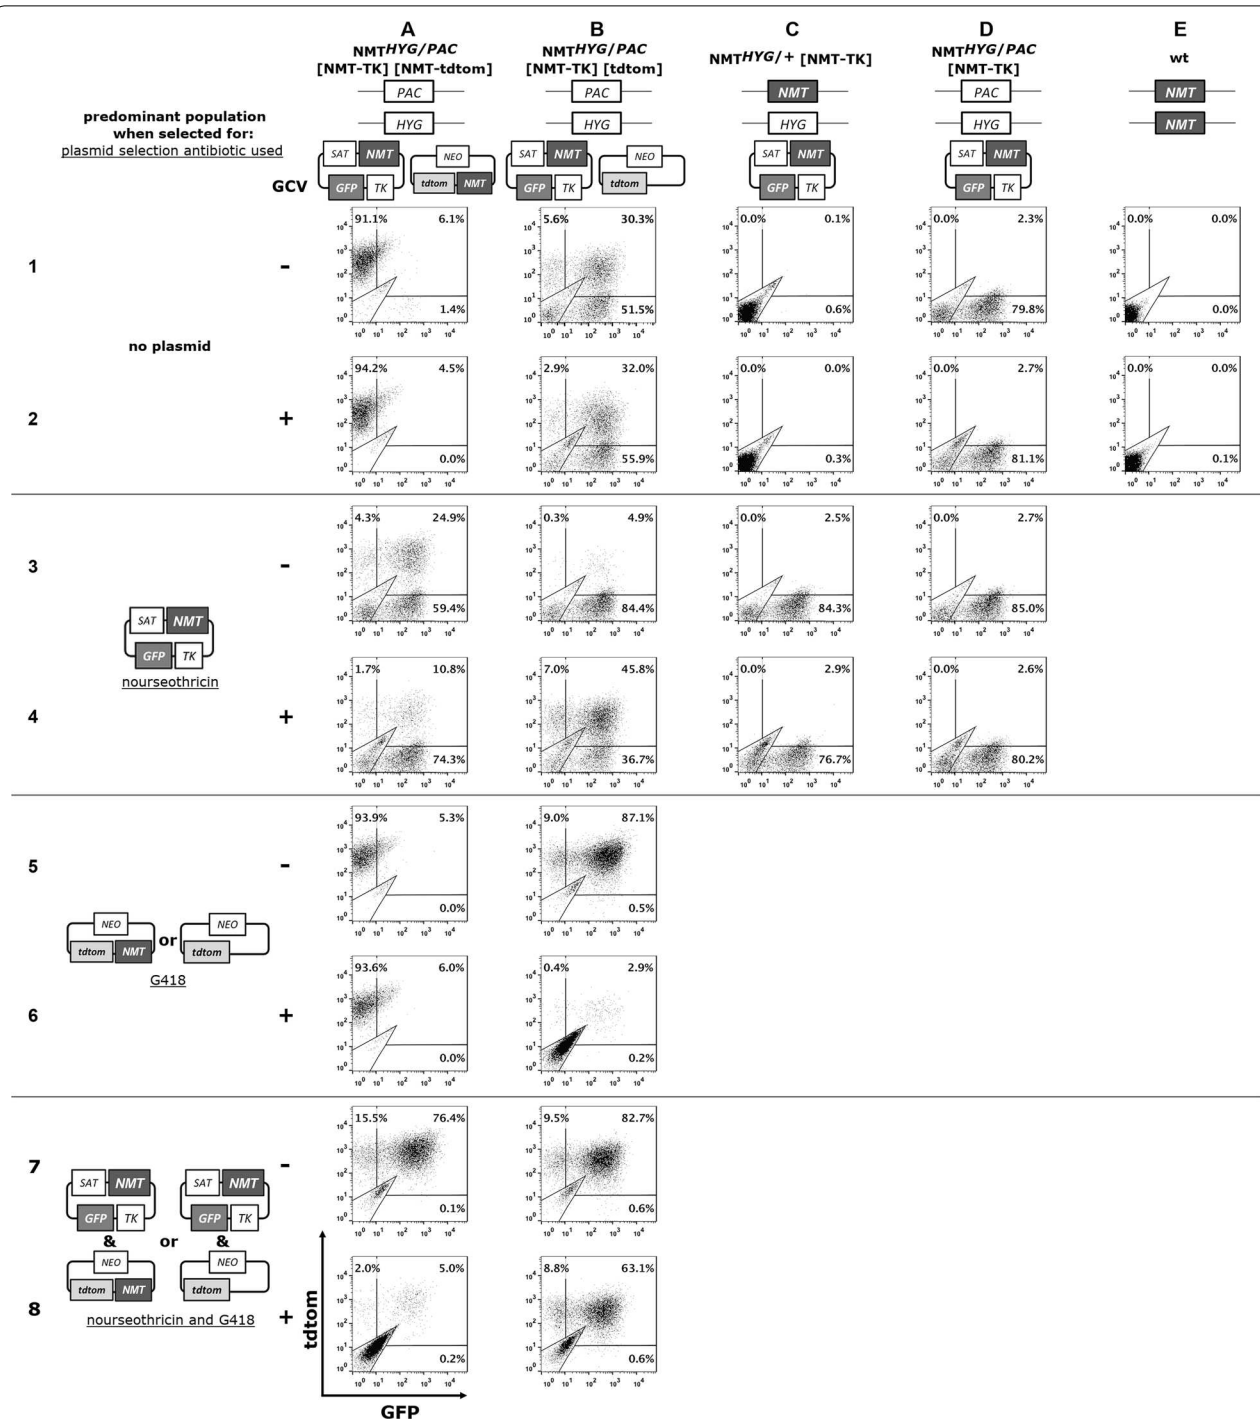 A B C D E
NMTHYG/PAC NMTHYG/PAC NMTHYG/+ [NMT-TK] NMTHYG/PAC wt
[NMT-TK] [NMT-tdtom] [NMT-TK] [tdtom] [NMT-TK]
PAC PAC NMT PAC NMT
HYG HYG HYG HYG NMT
predominant population
when selected for:
plasmid selection antibiotic used
SAT NMT NEO SAT NMT NEO SAT NMT SAT NMT
GCV GFP TK tdtom NMT GFP TK tdtom GFP TK GFP TK
1 -
91.1% 6.1% 1.4%
5.6% 30.3% 51.5%
0.0% 0.1% 0.6%
0.0% 2.3% 79.8%
0.0% 0.0% 0.0%
no plasmid
2 +
94.2% 4.5% 0.0%
2.9% 32.0% 55.9%
0.0% 0.0% 0.3%
0.0% 2.7% 81.1%
0.0% 0.0% 0.1%
3 -
4.3% 24.9% 59.4%
0.3% 4.9% 84.4%
0.0% 2.5% 84.3%
0.0% 2.7% 85.0%
SAT NMT
GFP TK
nourseothricin
4 +
1.7% 10.8% 74.3%
7.0% 45.8% 36.7%
0.0% 2.9% 76.7%
0.0% 2.6% 80.2%
5 -
93.9% 5.3% 0.0%
9.0% 87.1% 0.5%
NEO NEO
tdtom NMT or tdtom
G418
6 +
93.6% 6.0% 0.0%
0.4% 2.9% 0.2%
7 -
15.5% 76.4% 0.1%
9.5% 82.7% 0.6%
SAT NMT SAT NMT
GFP TK GFP TK
& or &
NEO NEO
tdtom NMT tdtom
nourseothricin and G418
8 +
2.0% 5.0% 0.2%
8.8% 63.1% 0.6%
tdtom
GFP